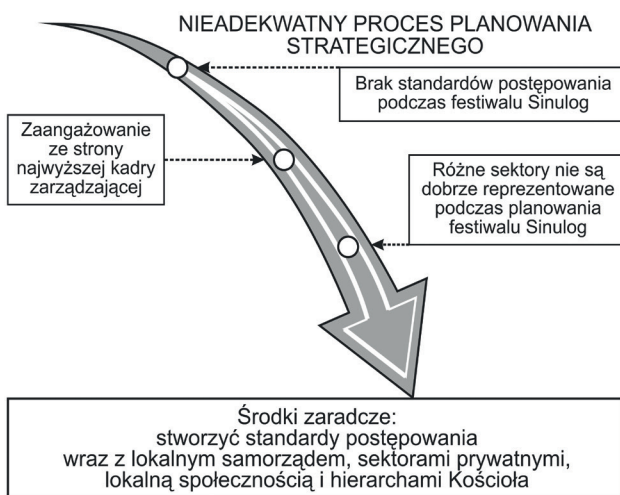 NIEADEKWATNY PROCES PLANOWANIA
STRATEGICZNEGO
Brak standardów postępowania
podczas festiwalu Sinulog
Zaangażowanie
ze strony
najwyższej kadry
zarządzającej
Różne sektory nie są
dobrze reprezentowane
podczas planowania
festiwalu Sinulog
Środki zaradcze:
stworzyć standardy postępowania
wraz z lokalnym samorządem, sektorami prywatnymi,
lokalną społecznością i hierarchami Kościoła